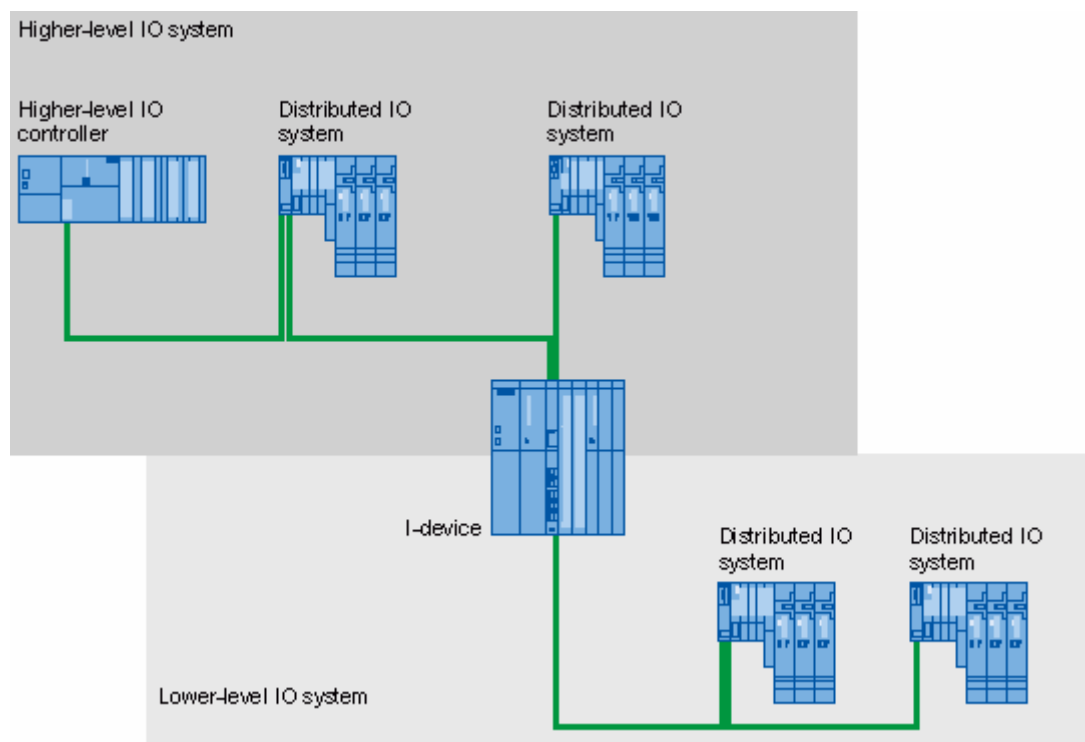 Higher-level IO system
Higher-level IO
controller
Distributed IO
system
Distributed IO
system
I-device
Distributed IO
system
Distributed IO
system
Lower-level IO system